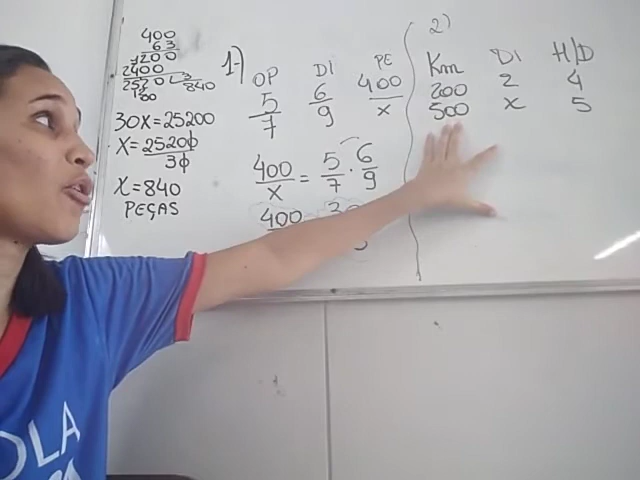 400
63
1200
2400
25200 3
840
30X=25200
X=25200
30
X=840
PEÇAS
1-)
OP DI PE
5 6 400
7 9 X
400 = 5 . 6
X 7 9
400
2)
Km DI H/D
200 2 4
500 X 5
OLA